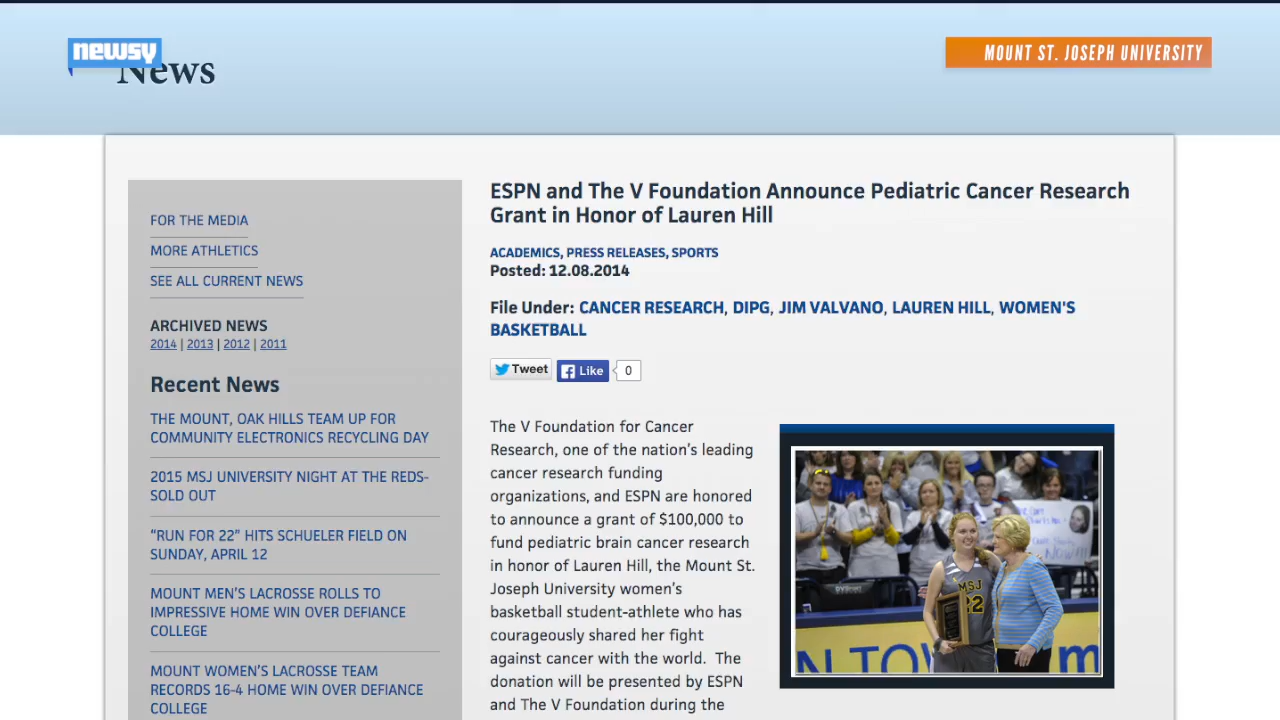 newsy
News
MOUNT ST. JOSEPH UNIVERSITY
FOR THE MEDIA
MORE ATHLETICS
SEE ALL CURRENT NEWS
ARCHIVED NEWS
2014 | 2013 | 2012 | 2011
Recent News
THE MOUNT, OAK HILLS TEAM UP FOR
COMMUNITY ELECTRONICS RECYCLING DAY
2015 MSJ UNIVERSITY NIGHT AT THE REDS-
SOLD OUT
“RUN FOR 22” HITS SCHUELER FIELD ON
SUNDAY, APRIL 12
MOUNT MEN’S LACROSSE ROLLS TO
IMPRESSIVE HOME WIN OVER DEFIANCE
COLLEGE
MOUNT WOMEN’S LACROSSE TEAM
RECORDS 16-4 HOME WIN OVER DEFIANCE
COLLEGE
ESPN and The V Foundation Announce Pediatric Cancer Research
Grant in Honor of Lauren Hill
ACADEMICS, PRESS RELEASES, SPORTS
Posted: 12.08.2014
File Under: CANCER RESEARCH, DIPG, JIM VALVANO, LAUREN HILL, WOMEN'S
BASKETBALL
Tweet
Like
0
The V Foundation for Cancer
Research, one of the nation’s leading
cancer research funding
organizations, and ESPN are honored
to announce a grant of $100,000 to
fund pediatric brain cancer research
in honor of Lauren Hill, the Mount St.
Joseph University women’s
basketball student-athlete who has
courageously shared her fight
against cancer with the world. The
donation will be presented by ESPN
and The V Foundation during the
MSJ
22
N TOW
m